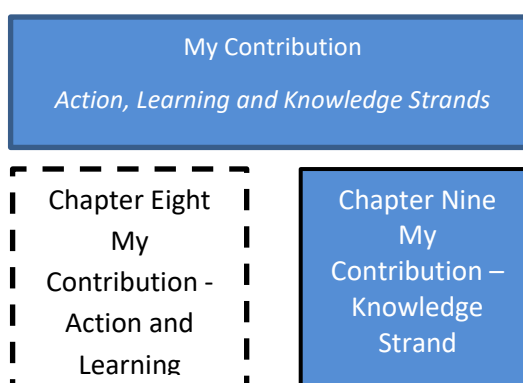 My Contribution
Action, Learning and Knowledge Strands
Chapter Eight
My
Contribution -
Action and
Learning
Chapter Nine
My
Contribution –
Knowledge
Strand